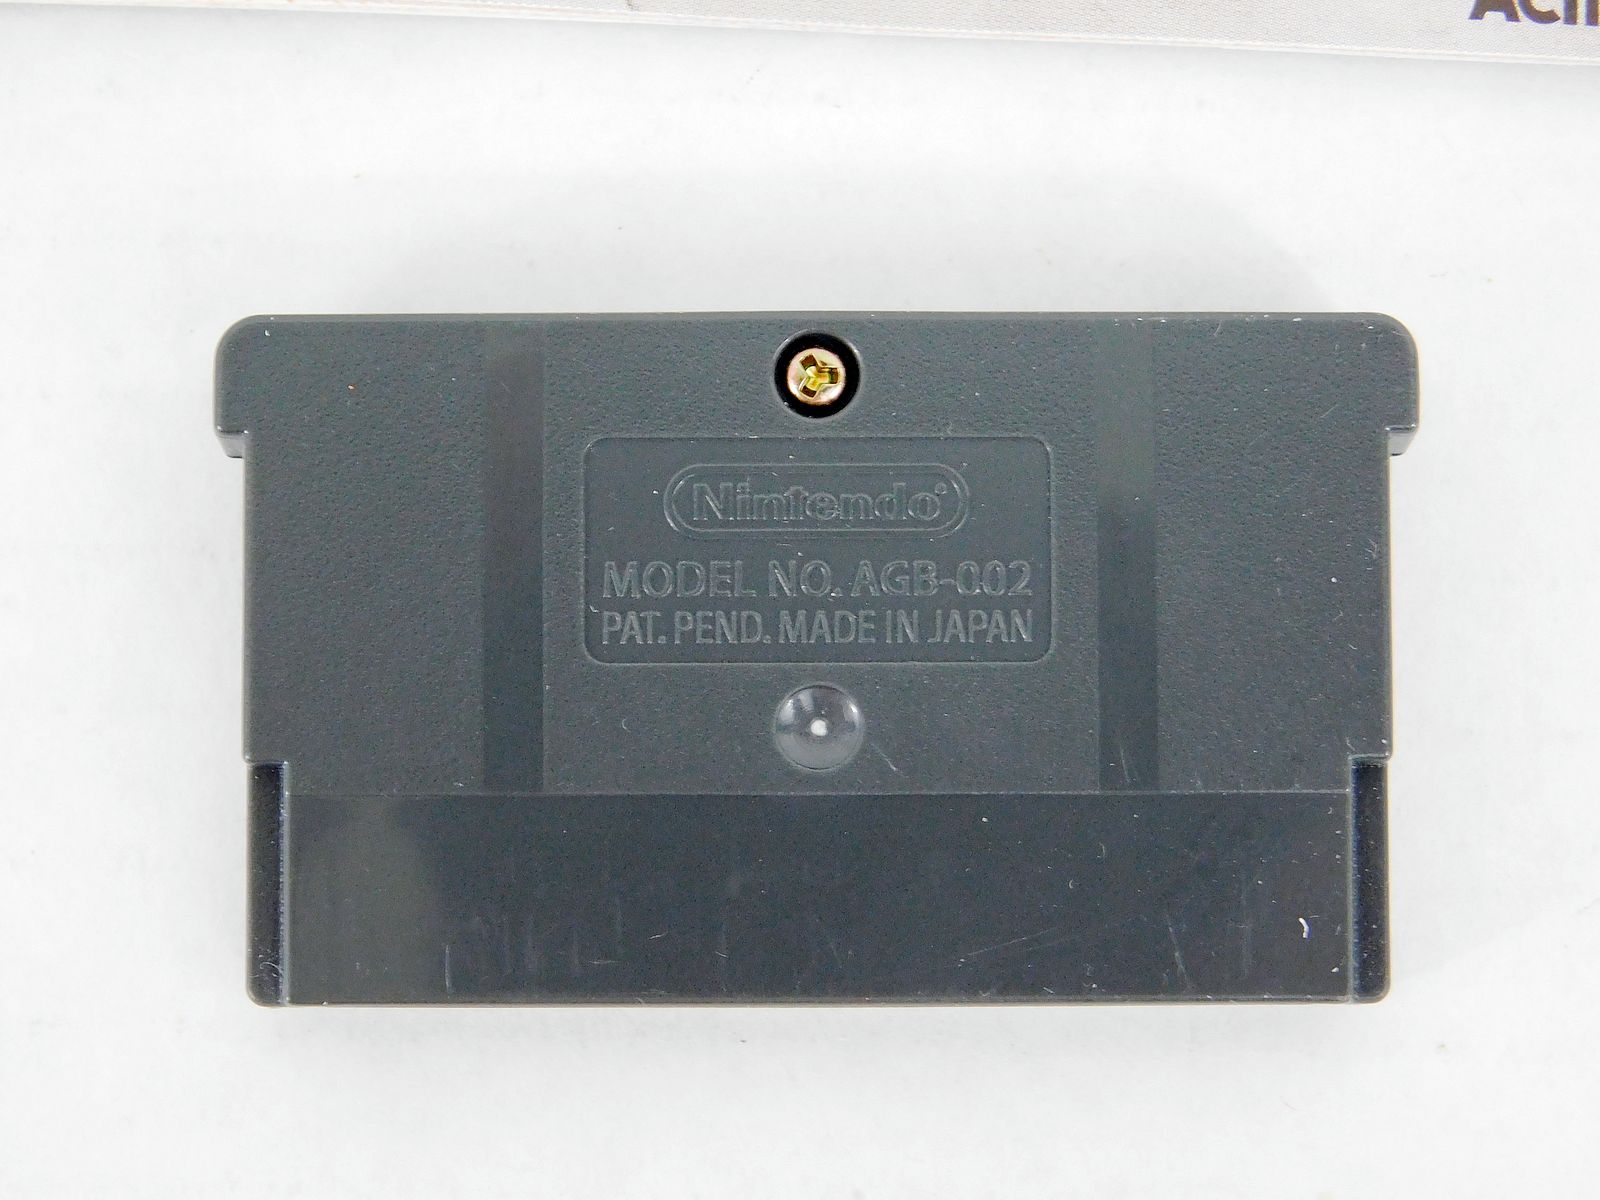 Nintendo®
MODEL NO. AGB-002
PAT. PEND. MADE IN JAPAN